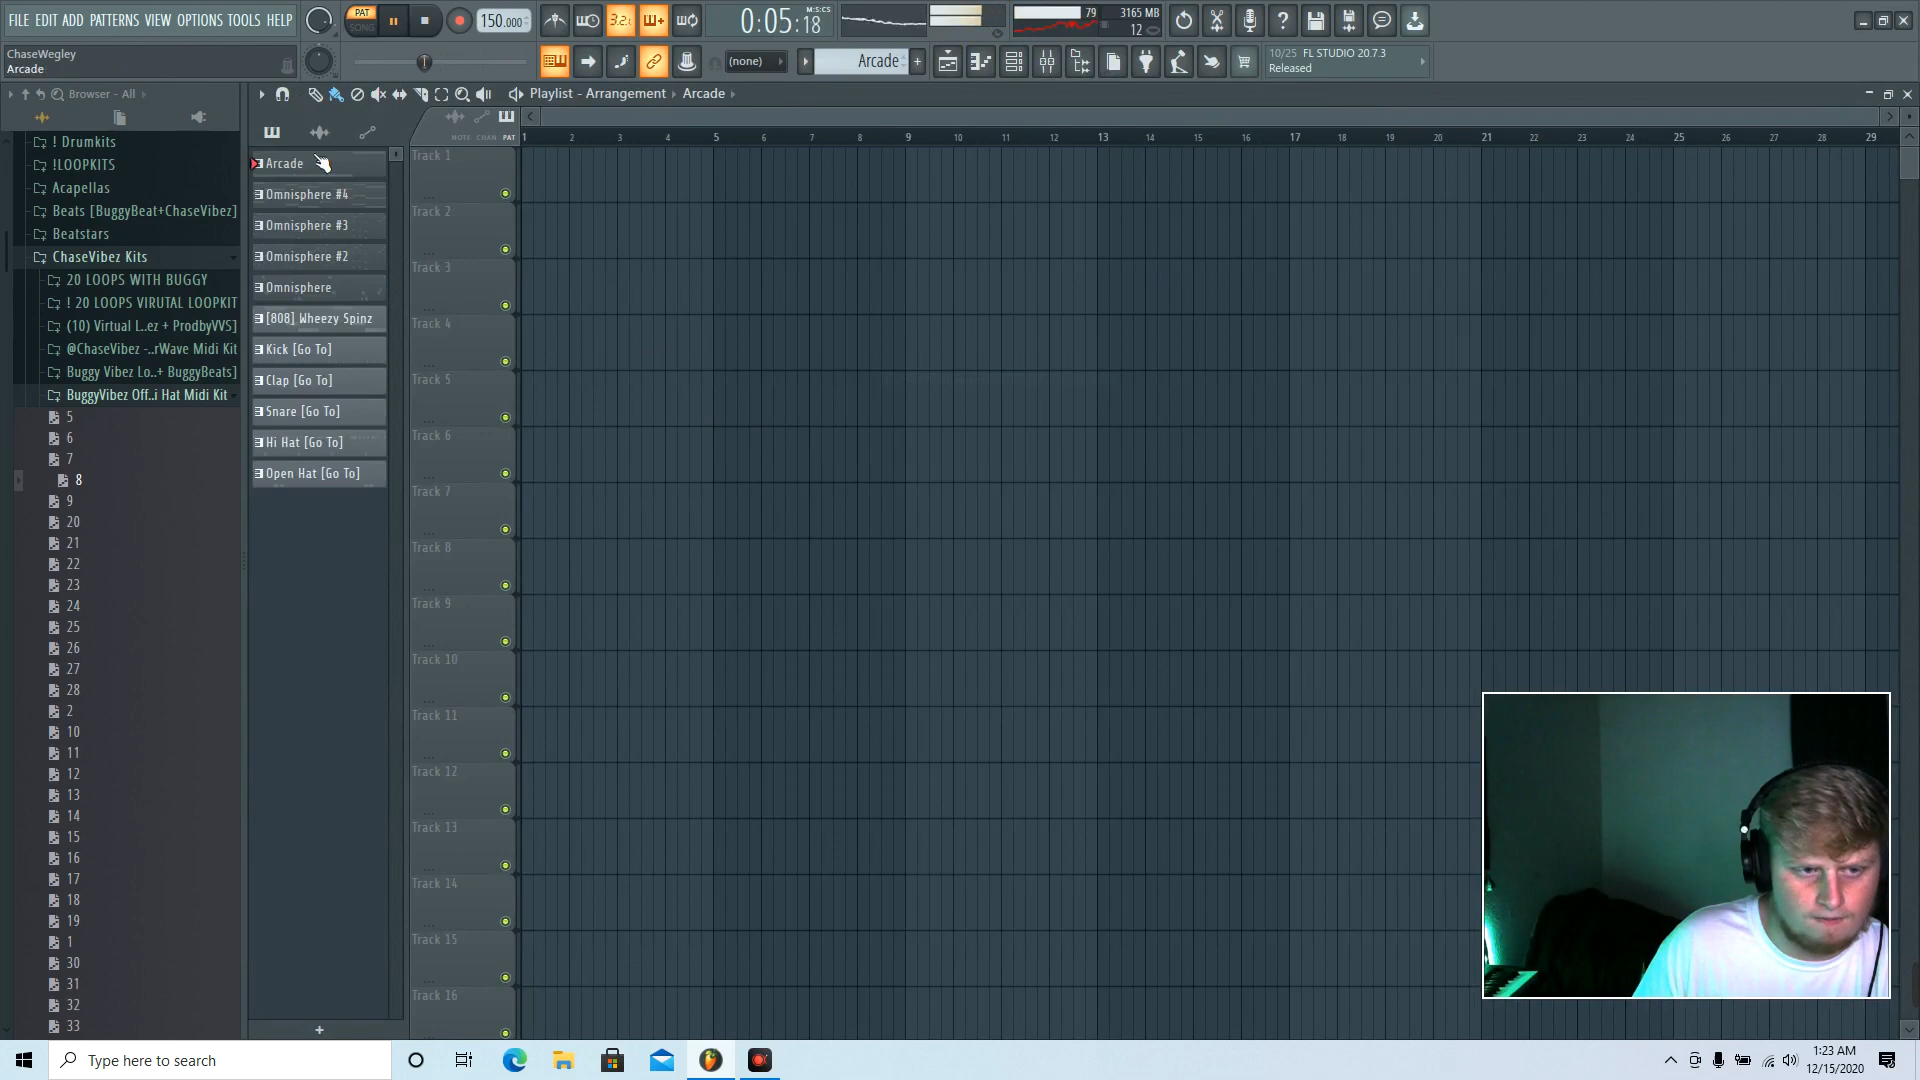 FILE EDIT ADD PATTERNS VIEW OPTIONS TOOLS HELP
PAT
SONG
150.000
3.2.
0:05:18
M:S:CS
79
3165 MB
12
ChaseWegley
Arcade
(none)
Arcade
10/25 FL STUDIO 20.7.3
Released
Browser - All
Playlist - Arrangement
Arcade
NOTE CHAN PAT
1 2 3 4 5 6 7 8 9 10 11 12 13 14 15 16 17 18 19 20 21 22 23 24 25 26 27 28 29
! Drumkits
!LOOPKITS
Acapellas
Beats [BuggyBeat+ChaseVibez]
Beatstars
ChaseVibez Kits
20 LOOPS WITH BUGGY
! 20 LOOPS VIRUTAL LOOPKIT
(10) Virtual L..ez + ProdbyVVS]
@ChaseVibez -..rWave Midi Kit
Buggy Vibez Lo..+ BuggyBeats]
BuggyVibez Off..i Hat Midi Kit
5
6
7
8
9
20
21
22
23
24
25
26
27
28
2
10
11
12
13
14
15
16
17
18
19
1
30
31
32
33
Arcade
Omnisphere #4
Omnisphere #3
Omnisphere #2
Omnisphere
[808] Wheezy Spinz
Kick [Go To]
Clap [Go To]
Snare [Go To]
Hi Hat [Go To]
Open Hat [Go To]
+
Track 1
Track 2
Track 3
Track 4
Track 5
Track 6
Track 7
Track 8
Track 9
Track 10
Track 11
Track 12
Track 13
Track 14
Track 15
Track 16
Type here to search
1:23 AM
12/15/2020